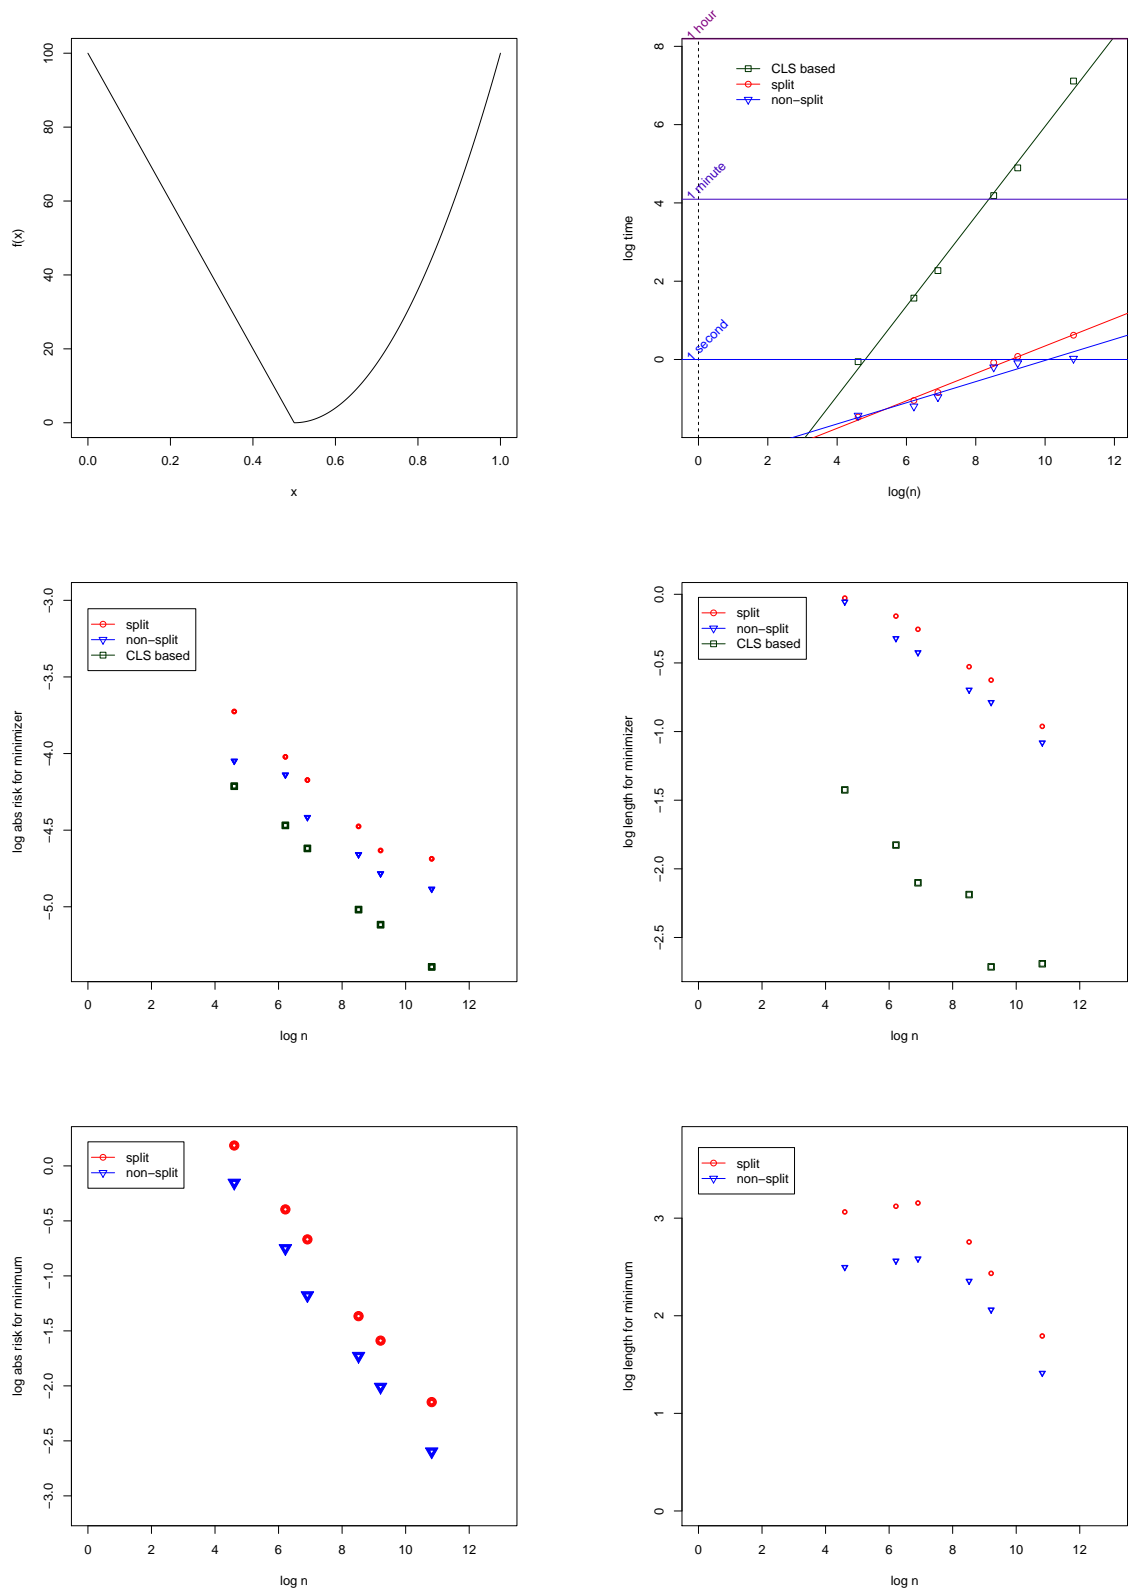 100
80
60
40
20
0
f(x)
0.0 0.2 0.4 0.6 0.8 1.0
x
1 hour
1 minute
1 second
CLS based
split
non−split
8
6
4
2
0
log time
0 2 4 6 8 10 12
log(n)
split
non−split
CLS based
−3.0
−3.5
−4.0
−4.5
−5.0
log abs risk for minimizer
0 2 4 6 8 10 12
log n
split
non−split
CLS based
0.0
−0.5
−1.0
−1.5
−2.0
−2.5
log length for minimizer
0 2 4 6 8 10 12
log n
split
non−split
0.0
−0.5
−1.0
−1.5
−2.0
−2.5
−3.0
log abs risk for minimum
0 2 4 6 8 10 12
log n
split
non−split
3
2
1
0
log length for minimum
0 2 4 6 8 10 12
log n